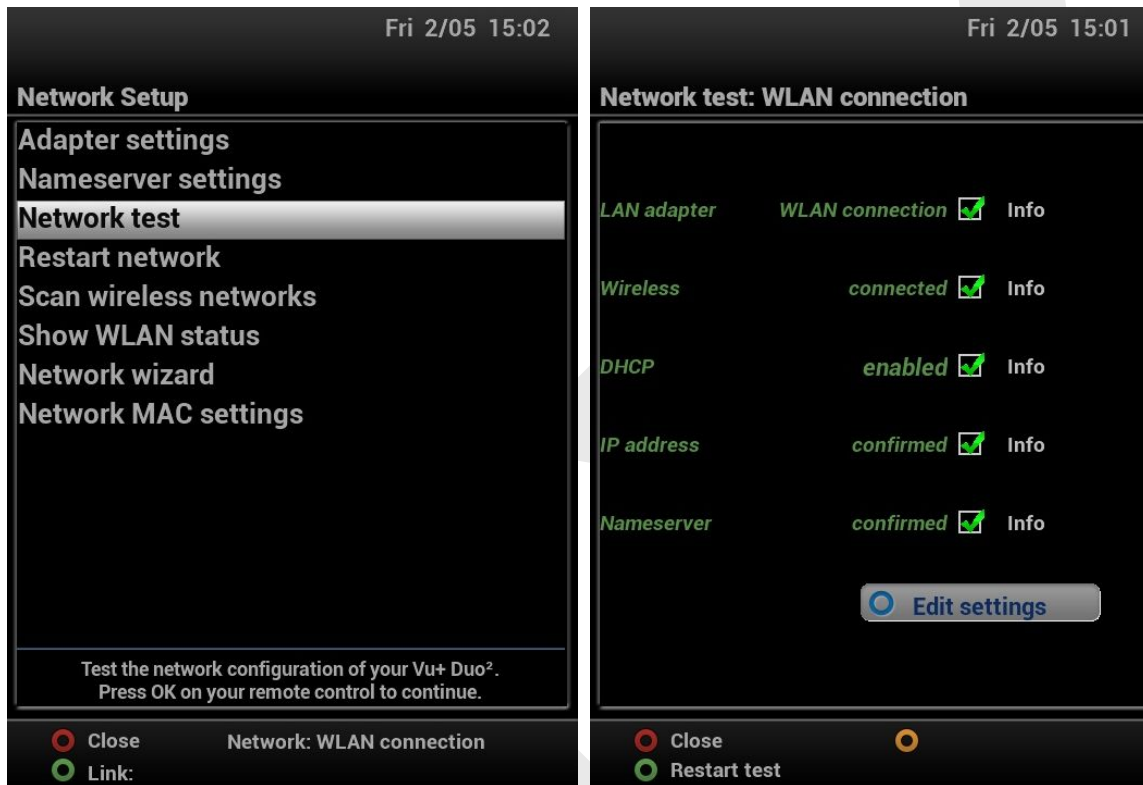 Fri 2/05 15:02
Network Setup
Adapter settings
Nameserver settings
Network test
Restart network
Scan wireless networks
Show WLAN status
Network wizard
Network MAC settings
Test the network configuration of your Vu+ Duo².
Press OK on your remote control to continue.
Close Network: WLAN connection
Link:
Fri 2/05 15:01
Network test: WLAN connection
LAN adapter WLAN connection Info
Wireless connected Info
DHCP enabled Info
IP address confirmed Info
Nameserver confirmed Info
Edit settings
Close
Restart test